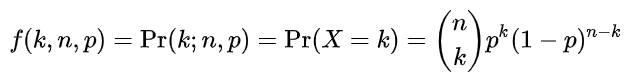 f(k, n, p) = Pr(k; n, p) = Pr(X = k) = \binom{n}{k} p^k (1 − p)^{n−k}